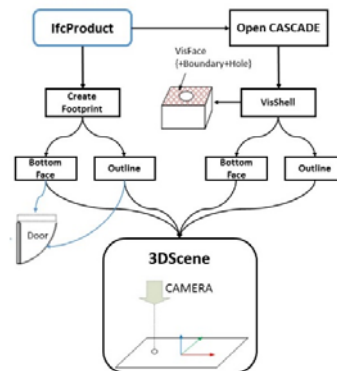 IfcProduct
Open CASCADE
VisFace
(+Boundary+Hole)
Create
Footprint
VisShell
Bottom
Face
Outline
Bottom
Face
Outline
Door
3DScene
CAMERA